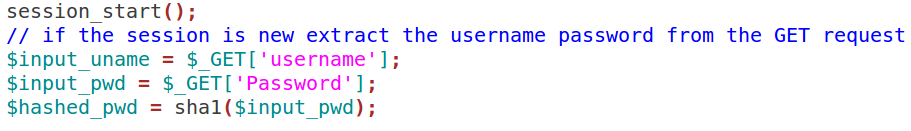 session_start();
// if the session is new extract the username password from the GET request
$input_uname = $_GET['username'];
$input_pwd = $_GET['Password'];
$hashed_pwd = sha1($input_pwd);